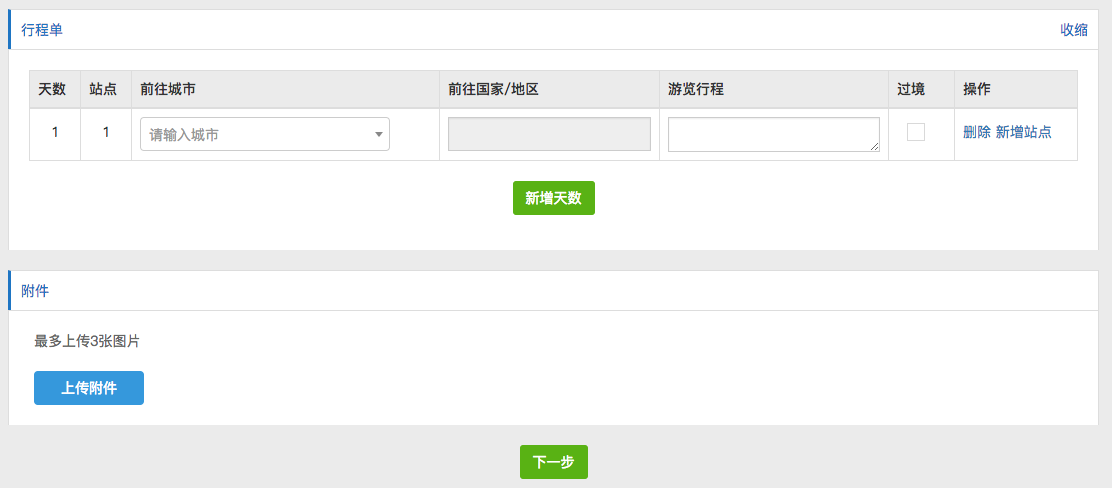 行程单 收缩
天数 站点 前往城市 前往国家/地区 游览行程 过境 操作
1 1 请输入城市 删除 新增站点
新增天数
附件
最多上传3张图片
上传附件
下一步